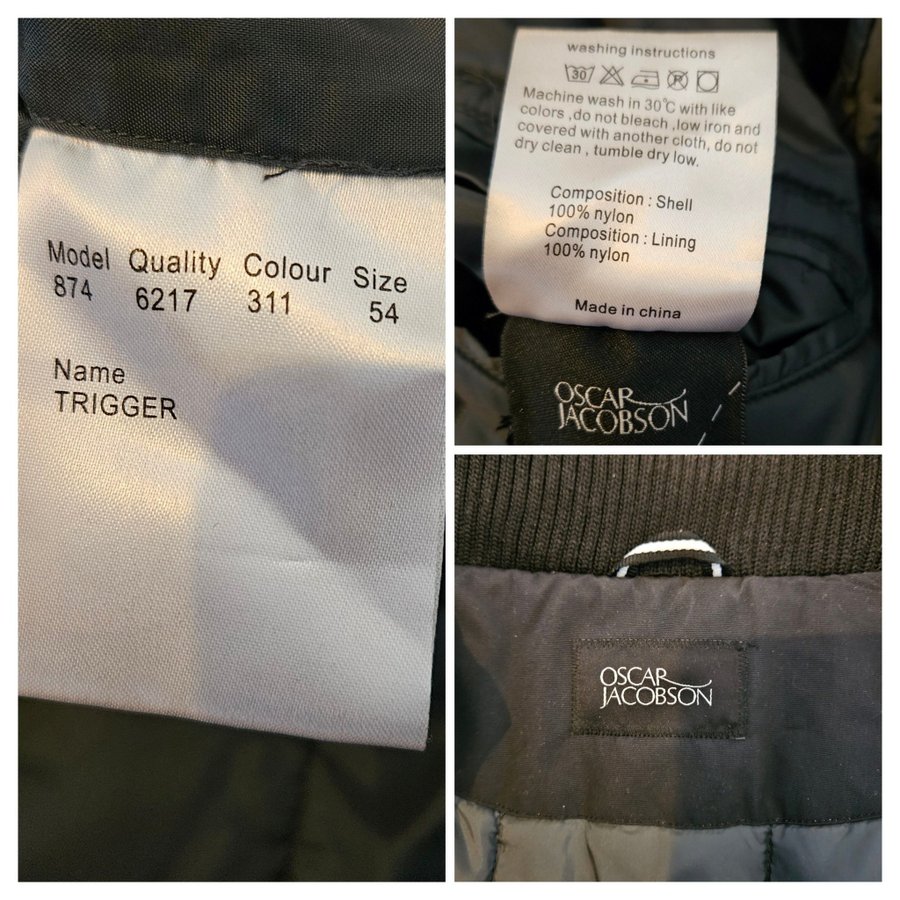 Model Quality Colour Size
874 6217 311 54
Name
TRIGGER
washing instructions
30 P
Machine wash in 30℃ with like
colors ,do not bleach ,low iron and
covered with another cloth, do not
dry clean , tumble dry low.
Composition : Shell
100% nylon
Composition : Lining
100% nylon
Made in china
OSCAR
JACOBSON
OSCAR
JACOBSON